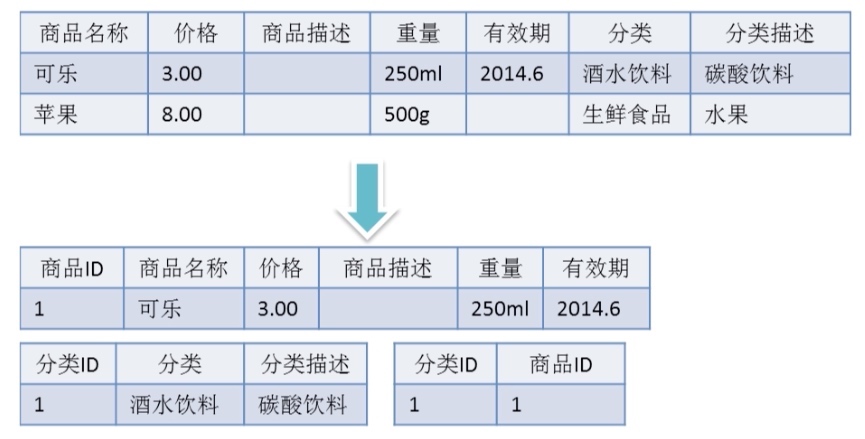 商品名称 价格 商品描述 重量 有效期 分类 分类描述
可乐 3.00 250ml 2014.6 酒水饮料 碳酸饮料
苹果 8.00 500g 生鲜食品 水果
商品ID 商品名称 价格 商品描述 重量 有效期
1 可乐 3.00 250ml 2014.6
分类ID 分类 分类描述
1 酒水饮料 碳酸饮料
分类ID 商品ID
1 1